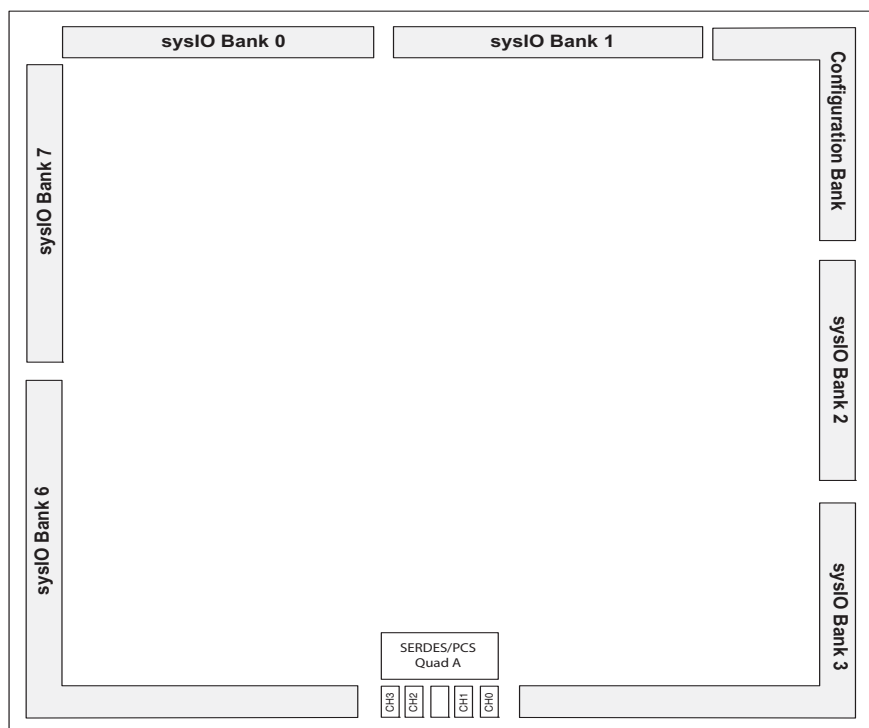 sysIO Bank 0
sysIO Bank 1
Configuration Bank
sysIO Bank 7
sysIO Bank 2
sysIO Bank 6
sysIO Bank 3
SERDES/PCS
Quad A
CH3
CH2
CH1
CH0